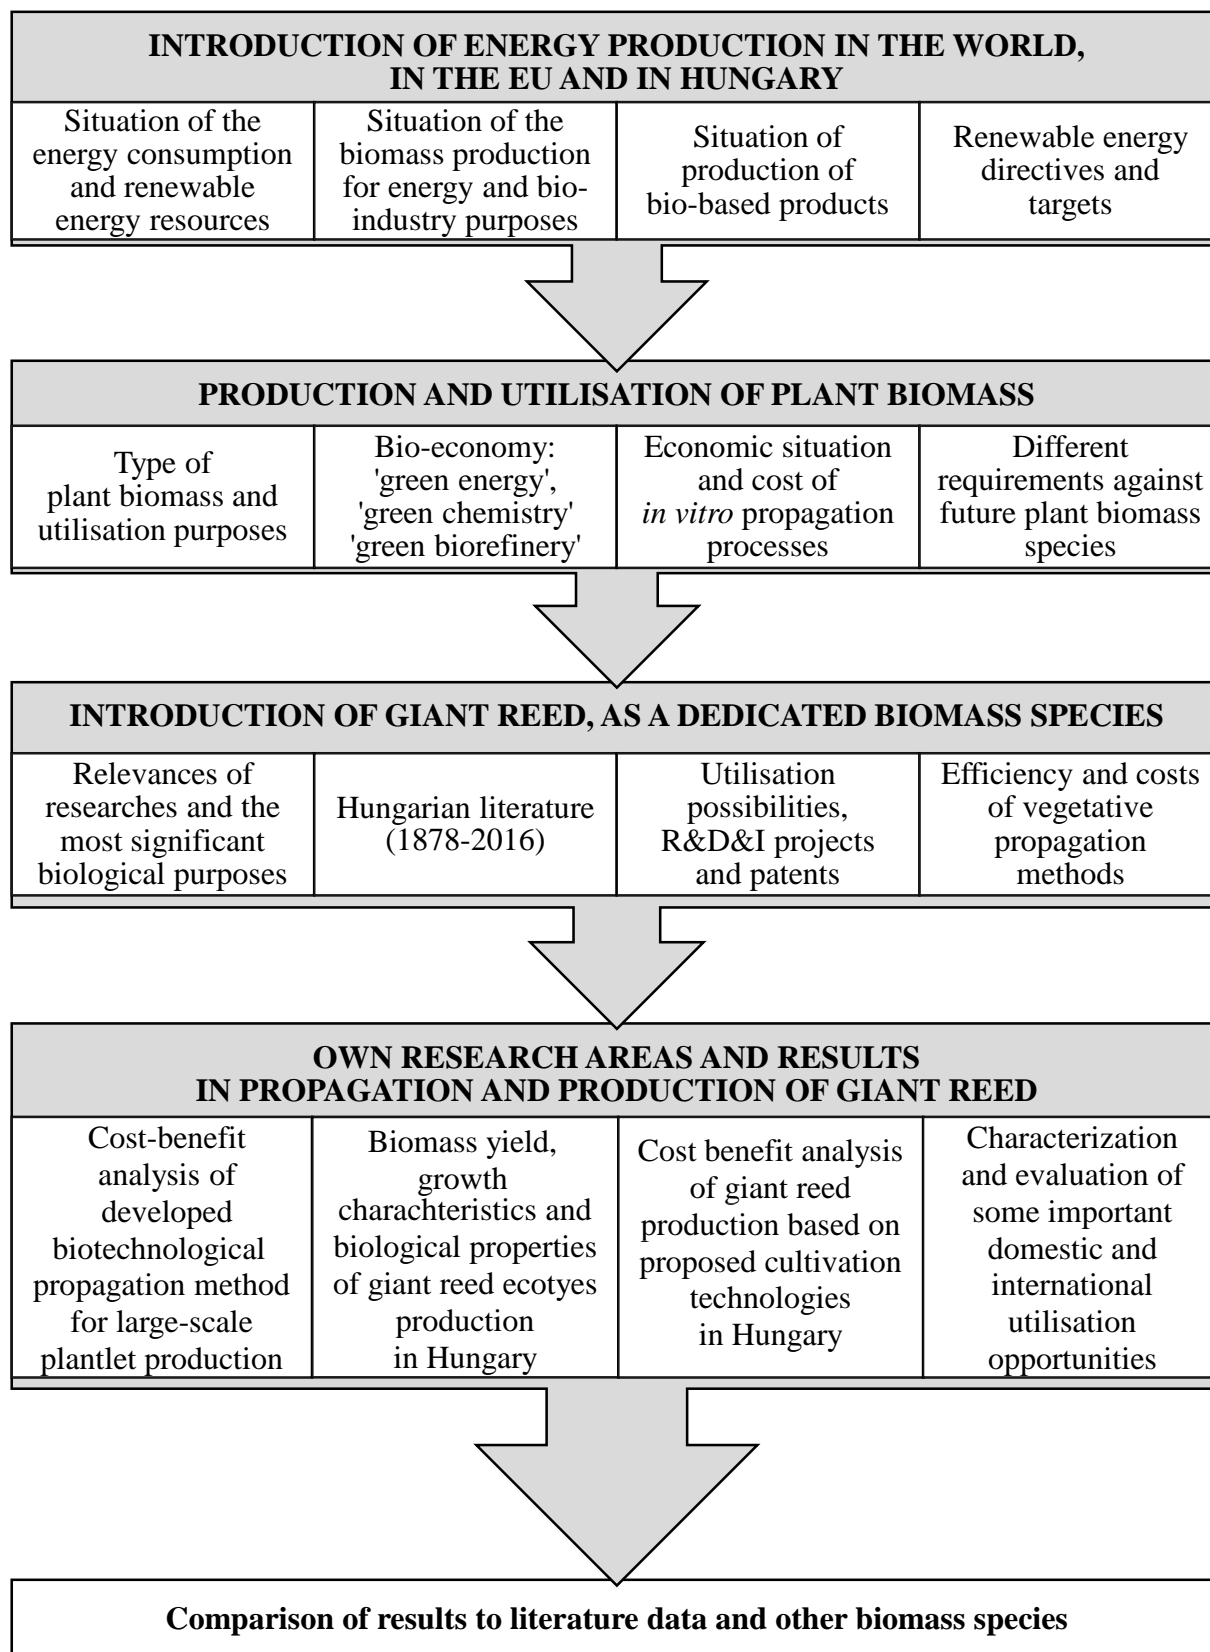 INTRODUCTION OF ENERGY PRODUCTION IN THE WORLD,
IN THE EU AND IN HUNGARY
Situation of the
energy consumption
and renewable
energy resources
Situation of the
biomass production
for energy and bio-
industry purposes
Situation of
production of
bio-based products
Renewable energy
directives and
targets
PRODUCTION AND UTILISATION OF PLANT BIOMASS
Type of
plant biomass and
utilisation purposes
Bio-economy:
'green energy',
'green chemistry'
'green biorefinery'
Economic situation
and cost of
in vitro propagation
processes
Different
requirements against
future plant biomass
species
INTRODUCTION OF GIANT REED, AS A DEDICATED BIOMASS SPECIES
Relevances of
researches and the
most significant
biological purposes
Hungarian literature
(1878-2016)
Utilisation
possibilities,
R&D&I projects
and patents
Efficiency and costs
of vegetative
propagation
methods
OWN RESEARCH AREAS AND RESULTS
IN PROPAGATION AND PRODUCTION OF GIANT REED
Cost-benefit
analysis of
developed
biotechnological
propagation method
for large-scale
plantlet production
Biomass yield,
growth
charachteristics and
biological properties
of giant reed ecotyes
production
in Hungary
Cost benefit analysis
of giant reed
production based on
proposed cultivation
technologies
in Hungary
Characterization
and evaluation of
some important
domestic and
international
utilisation
opportunities
Comparison of results to literature data and other biomass species